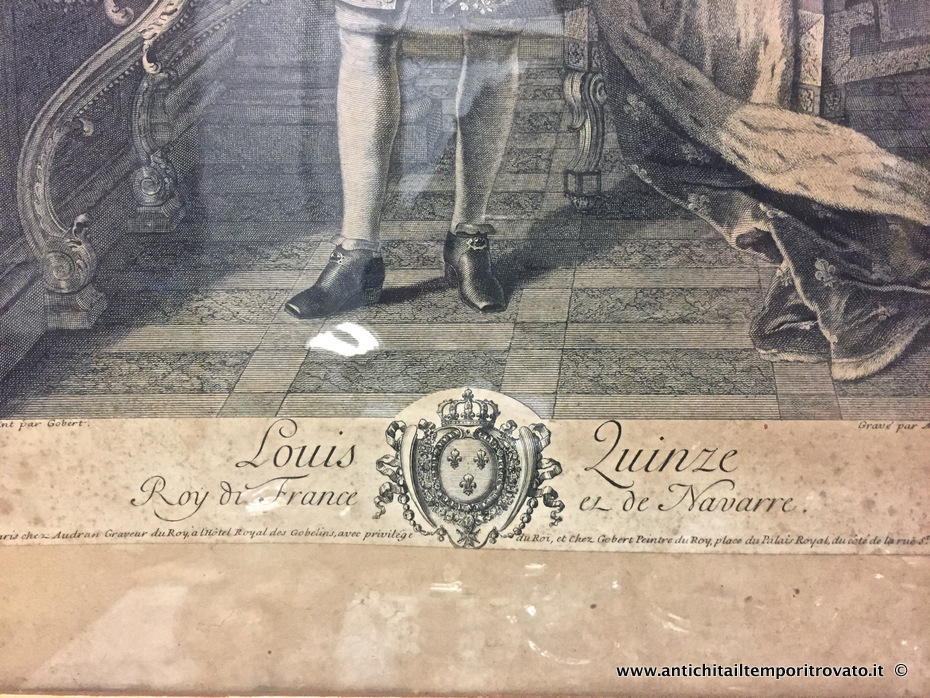 par Gobert.
Gravé par
Louis Quinze
Roy de France et de Navarre.
chez Audran Graveur du Roy, a l'Hôtel Royal des Gobelins, avec privilége du Roi, et Chez Gobert Peintre du Roy, place du Palais Royal, du côté de la rue
www.antichitailtemporitrovato.it ©